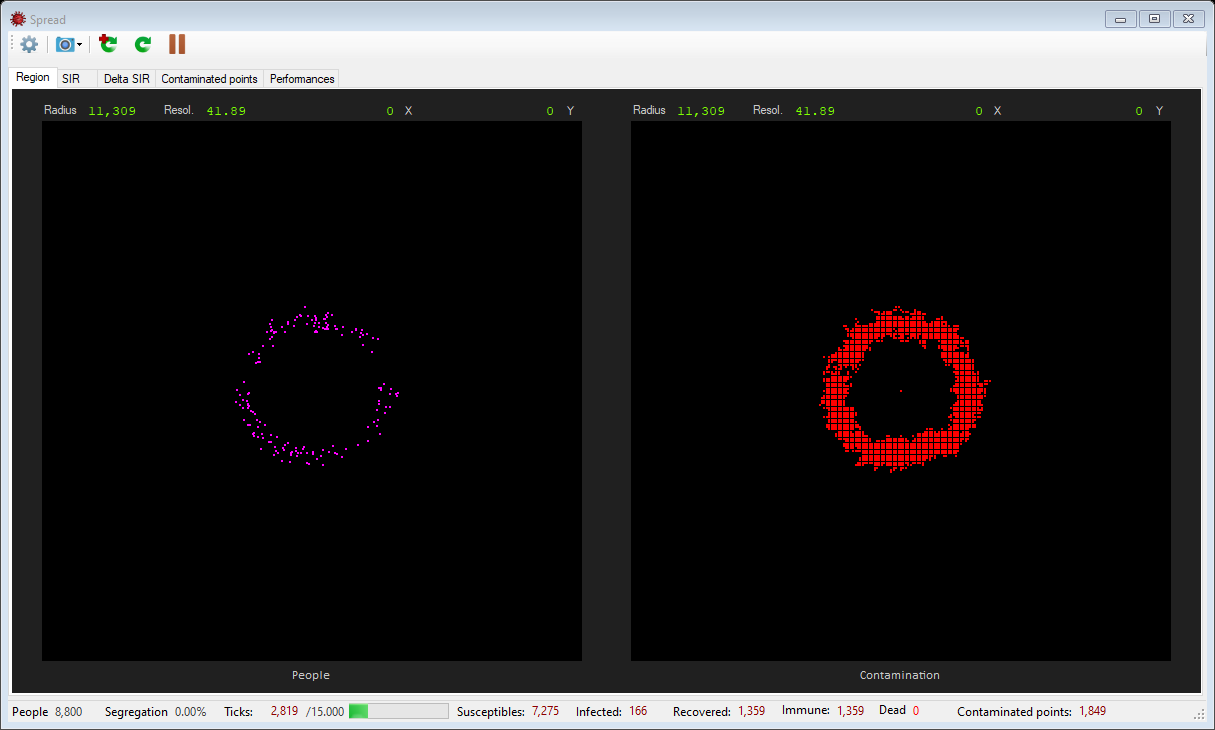 Spread
Region SIR Delta SIR Contaminated points Performances
Radius 11,309 Resol. 41.89 0 X 0 Y Radius 11,309 Resol. 41.89 0 X 0 Y
People Contamination
People 8,800 Segregation 0.00% Ticks: 2,819 /15.000 Susceptibles: 7,275 Infected: 166 Recovered: 1,359 Immune: 1,359 Dead 0 Contaminated points: 1,849